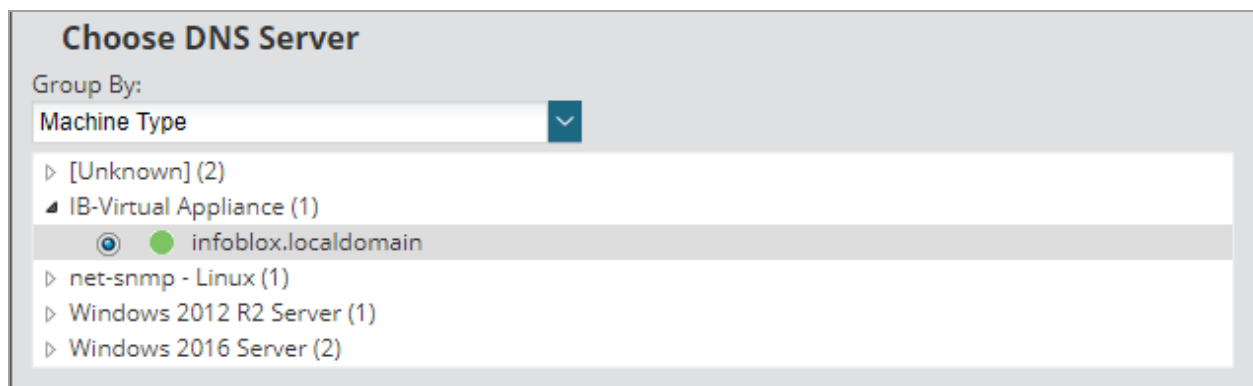 Choose DNS Server
Group By:
Machine Type
[Unknown] (2)
IB-Virtual Appliance (1)
infoblox.localdomain
net-snmp - Linux (1)
Windows 2012 R2 Server (1)
Windows 2016 Server (2)